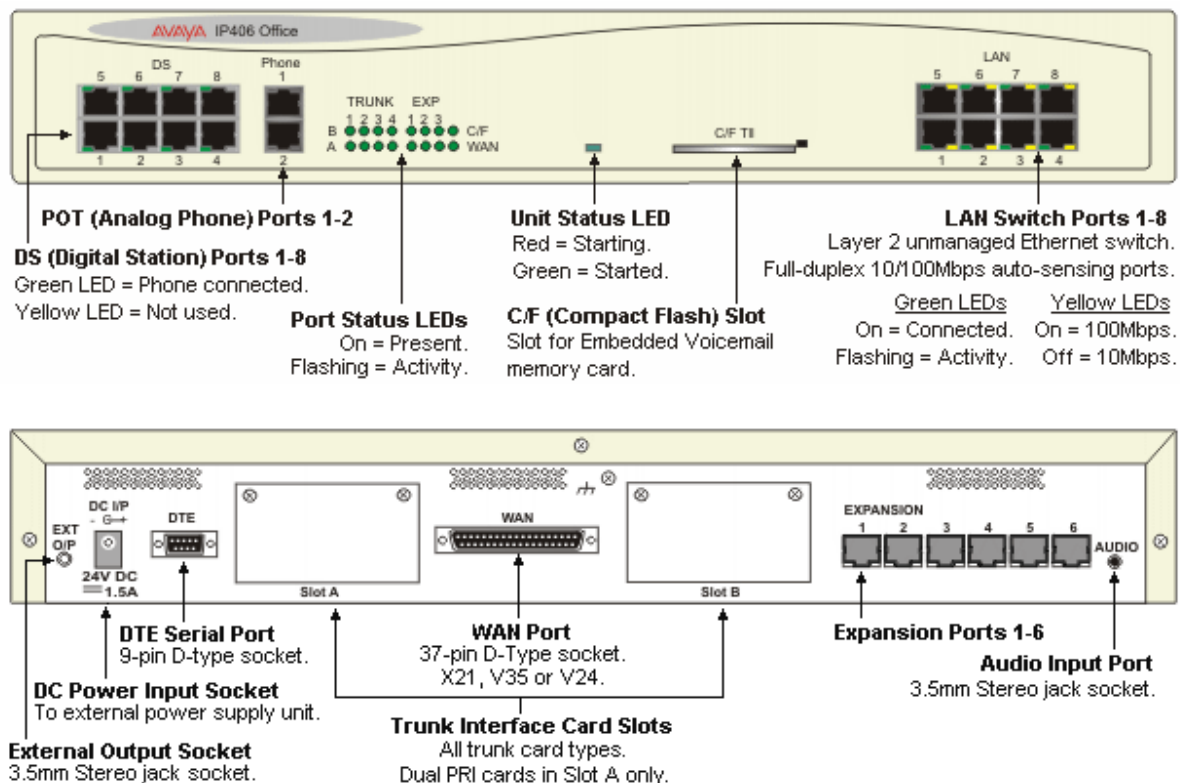 AVAYA IP406 Office
DS
5 6 7 8
1 2 3 4
Phone
1
2
TRUNK EXP
1 2 3 4 1 2 3
B C/F
A WAN
C/F TII
LAN
5 6 7 8
1 2 3 4
POT (Analog Phone) Ports 1-2
DS (Digital Station) Ports 1-8
Green LED = Phone connected.
Yellow LED = Not used.
Port Status LEDs
On = Present.
Flashing = Activity.
Unit Status LED
Red = Starting.
Green = Started.
C/F (Compact Flash) Slot
Slot for Embedded Voicemail
memory card.
LAN Switch Ports 1-8
Layer 2 unmanaged Ethernet switch.
Full-duplex 10/100Mbps auto-sensing ports.
Green LEDs Yellow LEDs
On = Connected. On = 100Mbps.
Flashing = Activity. Off = 10Mbps.
EXT
O/P
DC I/P
24V DC
1.5A
DTE
Slot A
WAN
Slot B
EXPANSION
1 2 3 4 5 6
AUDIO
DTE Serial Port
9-pin D-type socket.
DC Power Input Socket
To external power supply unit.
External Output Socket
3.5mm Stereo jack socket.
WAN Port
37-pin D-Type socket.
X21, V35 or V24.
Trunk Interface Card Slots
All trunk card types.
Dual PRI cards in Slot A only.
Expansion Ports 1-6
Audio Input Port
3.5mm Stereo jack socket.